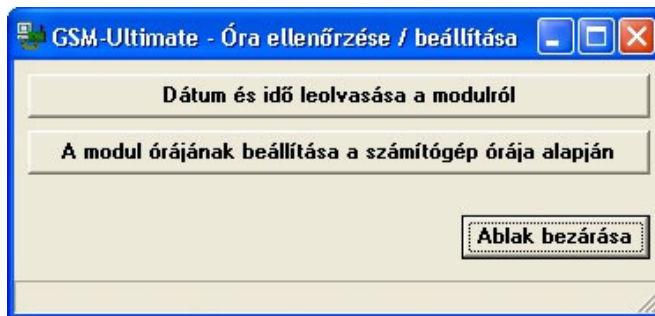 GSM-Ultimate - Óra ellenőrzése / beállítása
Dátum és idő leolvasása a modulról
A modul órájának beállítása a számítógép órája alapján
Ablak bezárása